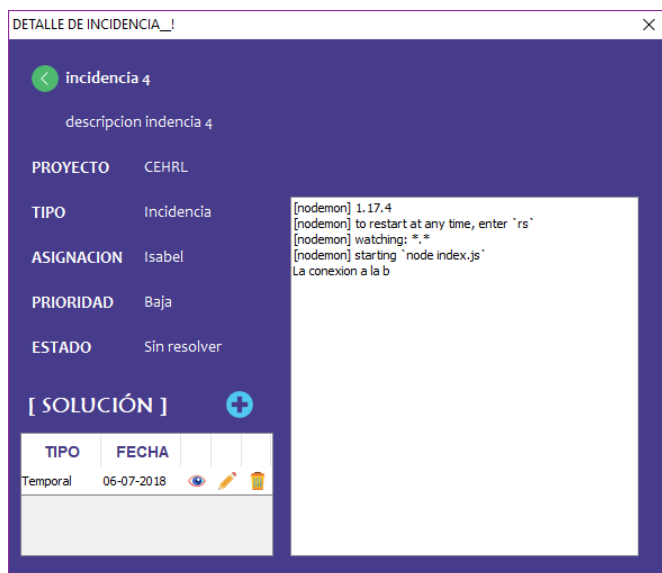 DETALLE DE INCIDENCIA__!
incidencia 4
descripcion indencia 4
PROYECTO CEHRL
TIPO Incidencia
ASIGNACION Isabel
PRIORIDAD Baja
ESTADO Sin resolver
[ SOLUCIÓN ]
TIPO FECHA
Temporal 06-07-2018
[nodemon] 1.17.4
[nodemon] to restart at any time, enter `rs`
[nodemon] watching: *.*
[nodemon] starting `node index.js`
La conexion a la b